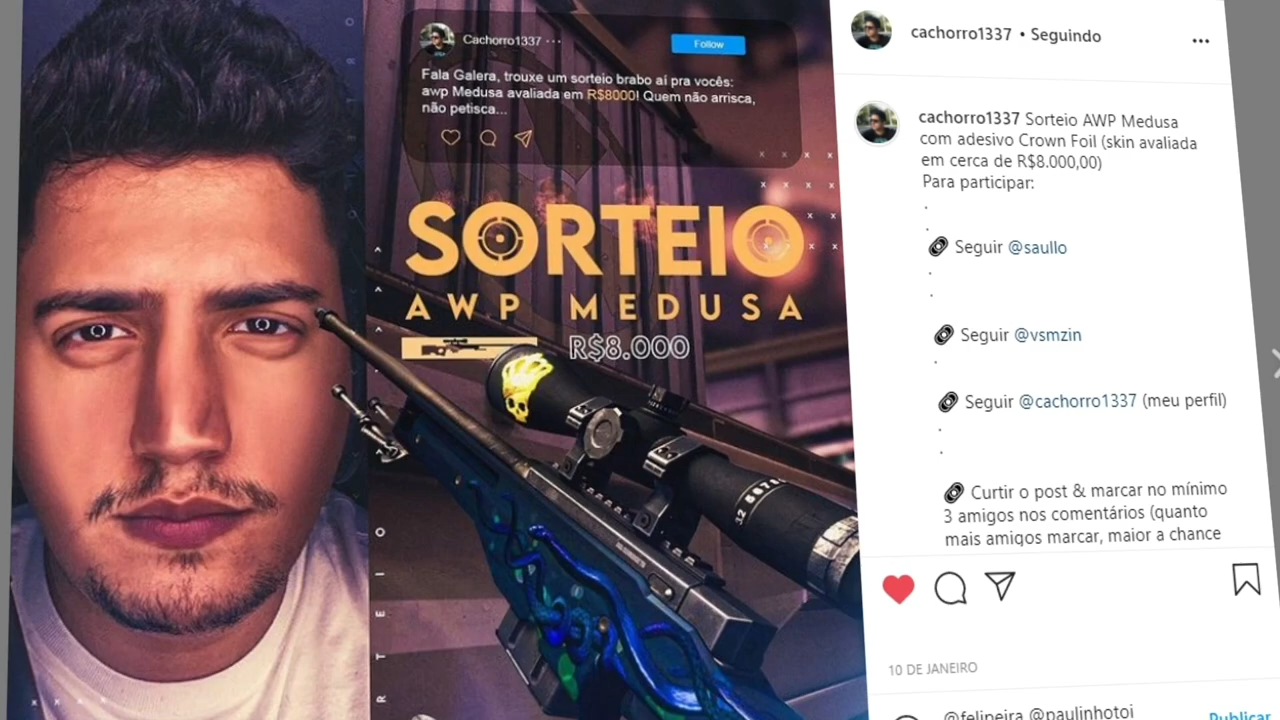 Cachorro1337 ...
Follow
Fala Galera, trouxe um sorteio brabo aí pra vocês:
awp Medusa avaliada em R$8000! Quem não arrisca,
não petisca...
SORTEIO
AWP MEDUSA
R$8.000
O
I
E
T
R
cachorro1337 • Seguindo
...
cachorro1337 Sorteio AWP Medusa
com adesivo Crown Foil (skin avaliada
em cerca de R$8.000,00)
Para participar:
.
.
Seguir @saullo
.
.
Seguir @vsmzin
.
Seguir @cachorro1337 (meu perfil)
.
.
Curtir o post & marcar no mínimo
3 amigos nos comentários (quanto
mais amigos marcar, maior a chance
10 DE JANEIRO
@felipeira @paulinhotoj
Publicar